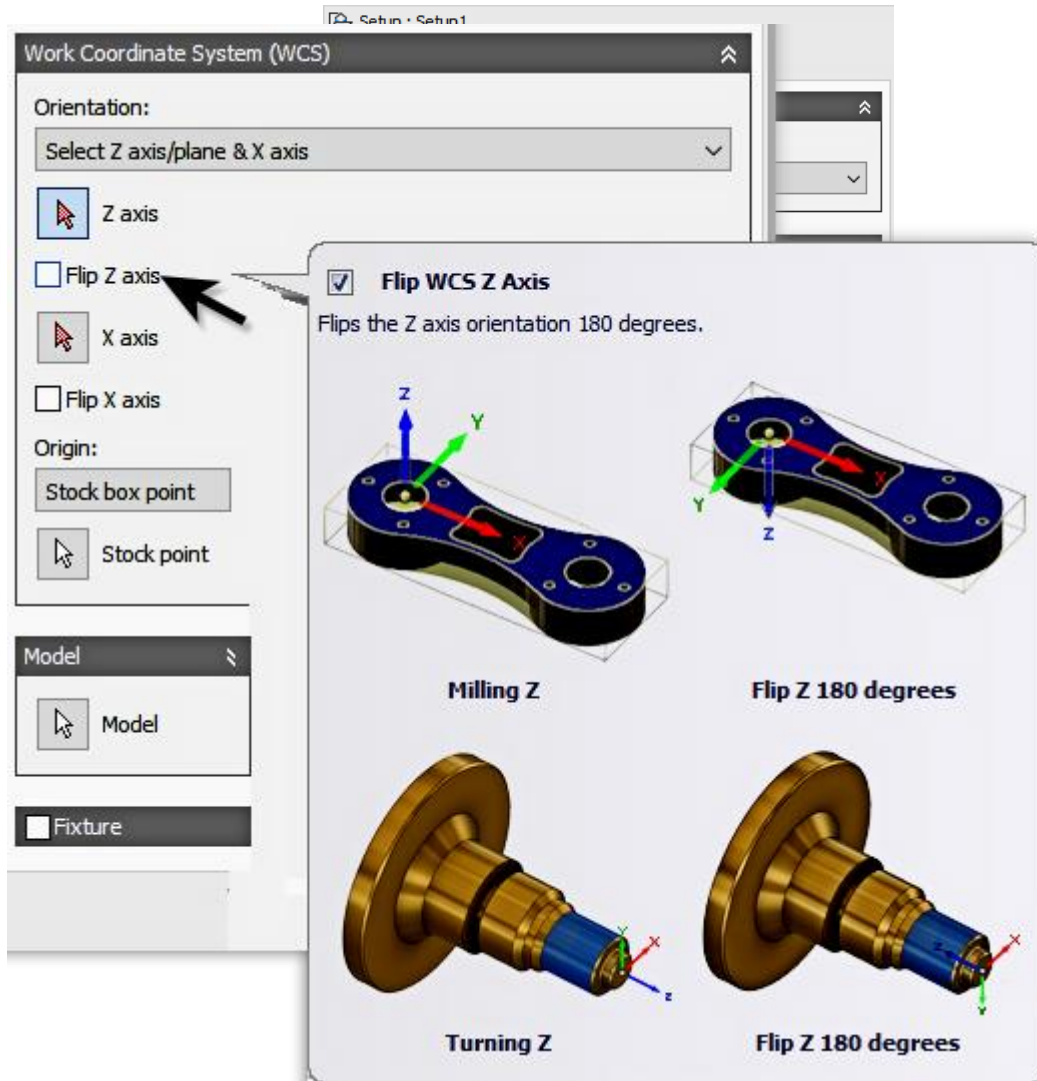 Setup : Setup1
Work Coordinate System (WCS)
Orientation:
Select Z axis/plane & X axis
Z axis
Flip Z axis
X axis
Flip X axis
Origin:
Stock box point
Stock point
Model
Model
Fixture
Flip WCS Z Axis
Flips the Z axis orientation 180 degrees.
Z
Y
X
Y
X
Z
Milling Z
Flip Z 180 degrees
Y
X
Z
Z
X
Y
Turning Z
Flip Z 180 degrees